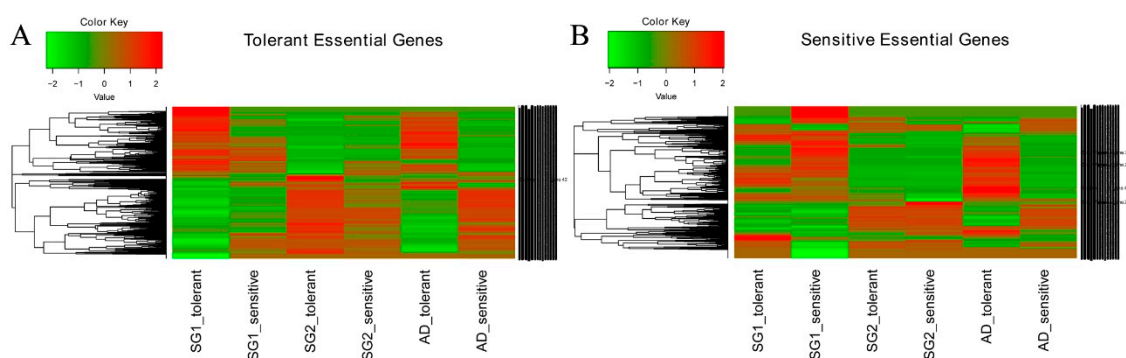 A
Color Key
-2 -1 0 1 2
Value
Tolerant Essential Genes
SG1_tolerant
SG1_sensitive
SG2_tolerant
SG2_sensitive
AD_tolerant
AD_sensitive
B
Color Key
-2 -1 0 1 2
Value
Sensitive Essential Genes
SG1_tolerant
SG1_sensitive
SG2_tolerant
SG2_sensitive
AD_tolerant
AD_sensitive